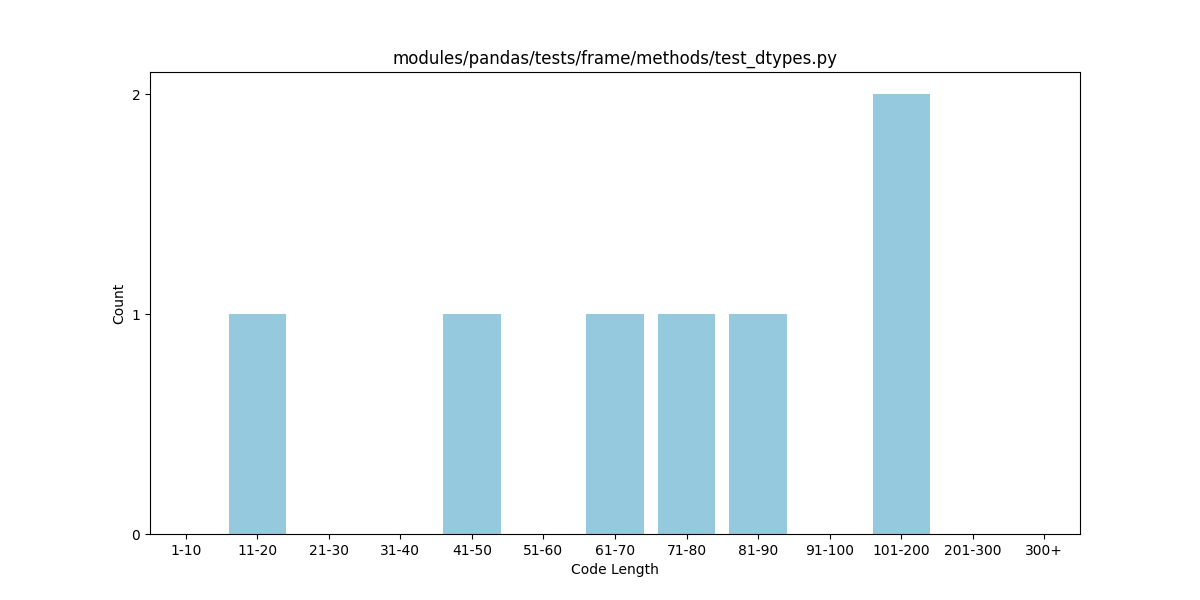 modules/pandas/tests/frame/methods/test_dtypes.py
2
1
0
Count
1-10 11-20 21-30 31-40 41-50 51-60 61-70 71-80 81-90 91-100 101-200 201-300 300+
Code Length